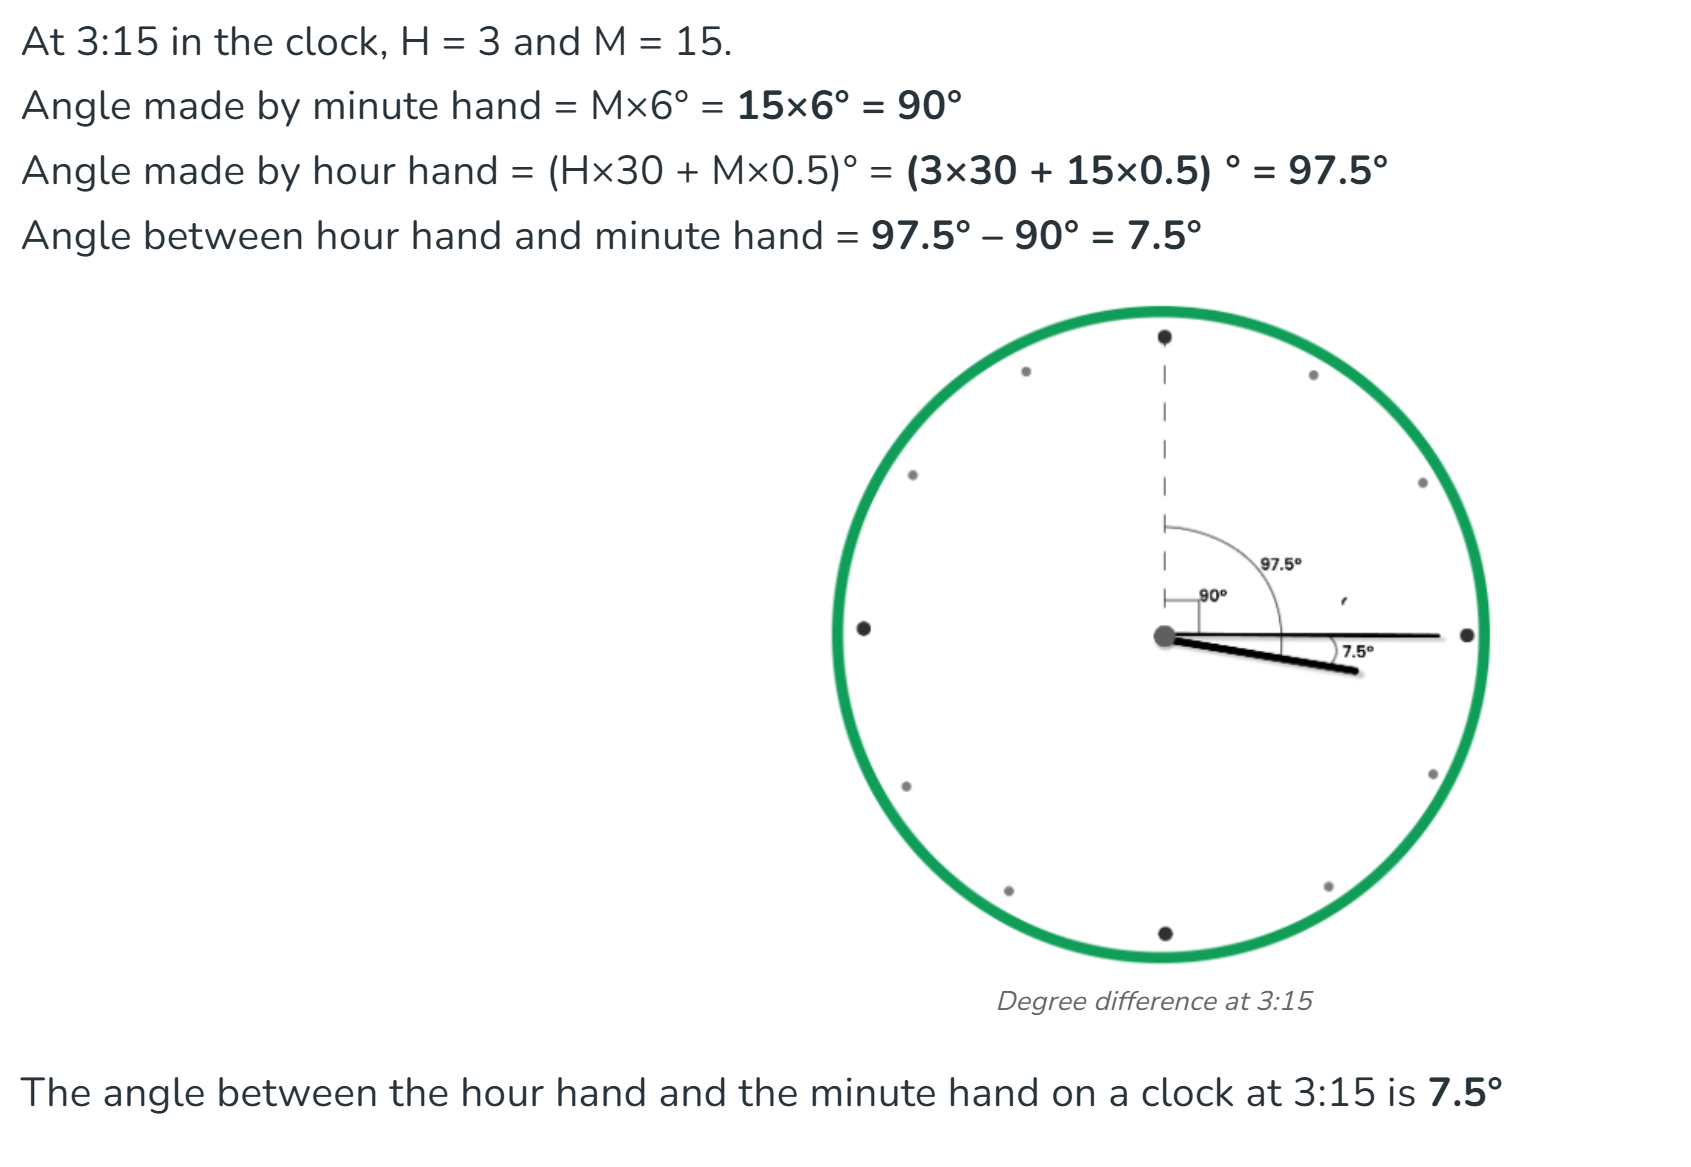 At 3:15 in the clock, H = 3 and M = 15.
Angle made by minute hand = M×6° = 15×6° = 90°
Angle made by hour hand = (H×30 + M×0.5)° = (3×30 + 15×0.5) ° = 97.5°
Angle between hour hand and minute hand = 97.5° – 90° = 7.5°
97.5°
90°
7.5°
Degree difference at 3:15
The angle between the hour hand and the minute hand on a clock at 3:15 is 7.5°